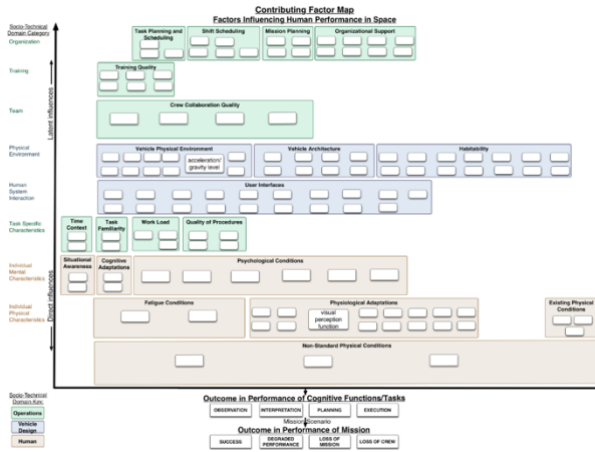 Contributing Factor Map
Factors Influencing Human Performance in Space
Socio-Technical
Domain Category
Organization
Task Planning and
Scheduling
Shift Scheduling
Mission Planning
Organizational Support
Training
Training Quality
Team
Crew Collaboration Quality
Latent influences
Physical
Environment
Vehicle Physical Environment
acceleration/
gravity level
Vehicle Architecture
Habitability
Human
System
Interaction
User Interfaces
Task Specific
Characteristics
Time
Context
Task
Familiarity
Work Load
Quality of Procedures
Individual
Mental
Characteristics
Situational
Awareness
Cognitive
Adaptations
Psychological Conditions
Direct influences
Individual
Physical
Characteristics
Fatigue Conditions
Physiological Adaptations
visual
perception
function
Existing Physical
Conditions
Non-Standard Physical Conditions
Socio-Technical
Domain Key:
Operations
Vehicle
Design
Human
Outcome in Performance of Cognitive Functions/Tasks
OBSERVATION
INTERPRETATION
PLANNING
EXECUTION
Mission Scenario
Outcome in Performance of Mission
SUCCESS
DEGRADED
PERFORMANCE
LOSS OF
MISSION
LOSS OF CREW